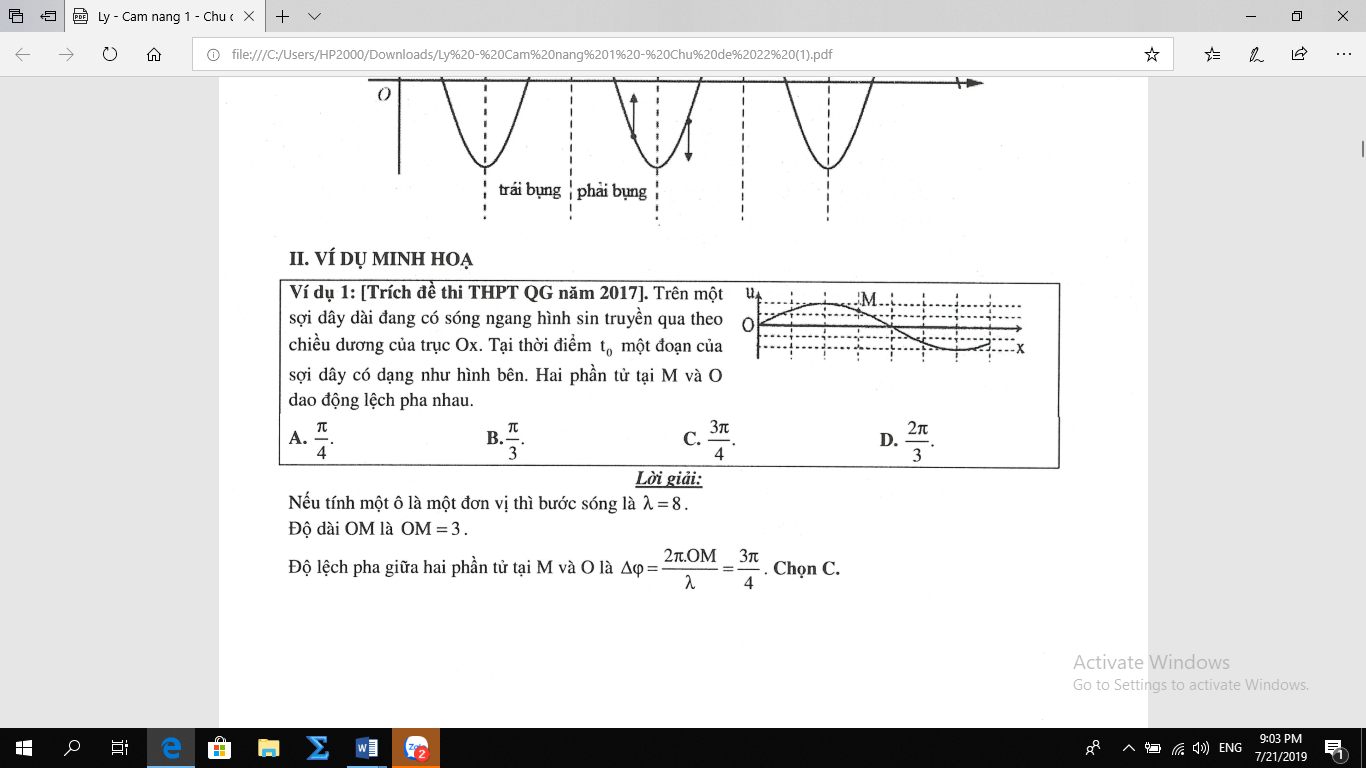 Ly - Cam nang 1 - Chu d
file:///C:/Users/HP2000/Downloads/Ly%20-%20Cam%20nang%201%20-%20Chu%20de%2022%20(1).pdf
O
trái bụng phải bụng
II. VÍ DỤ MINH HOẠ
Ví dụ 1: [Trích đề thi THPT QG năm 2017]. Trên một
sợi dây dài đang có sóng ngang hình sin truyền qua theo
chiều dương của trục Ox. Tại thời điểm t₀ một đoạn của
sợi dây có dạng như hình bên. Hai phần tử tại M và O
dao động lệch pha nhau.
u
M
O
x
A. π/4. B. π/3. C. 3π/4. D. 2π/3.
Lời giải:
Nếu tính một ô là một đơn vị thì bước sóng là λ = 8.
Độ dài OM là OM = 3.
Độ lệch pha giữa hai phần tử tại M và O là Δφ = 2π.OM/λ = 3π/4. Chọn C.
Activate Windows
Go to Settings to activate Windows.
ENG
9:03 PM
7/21/2019